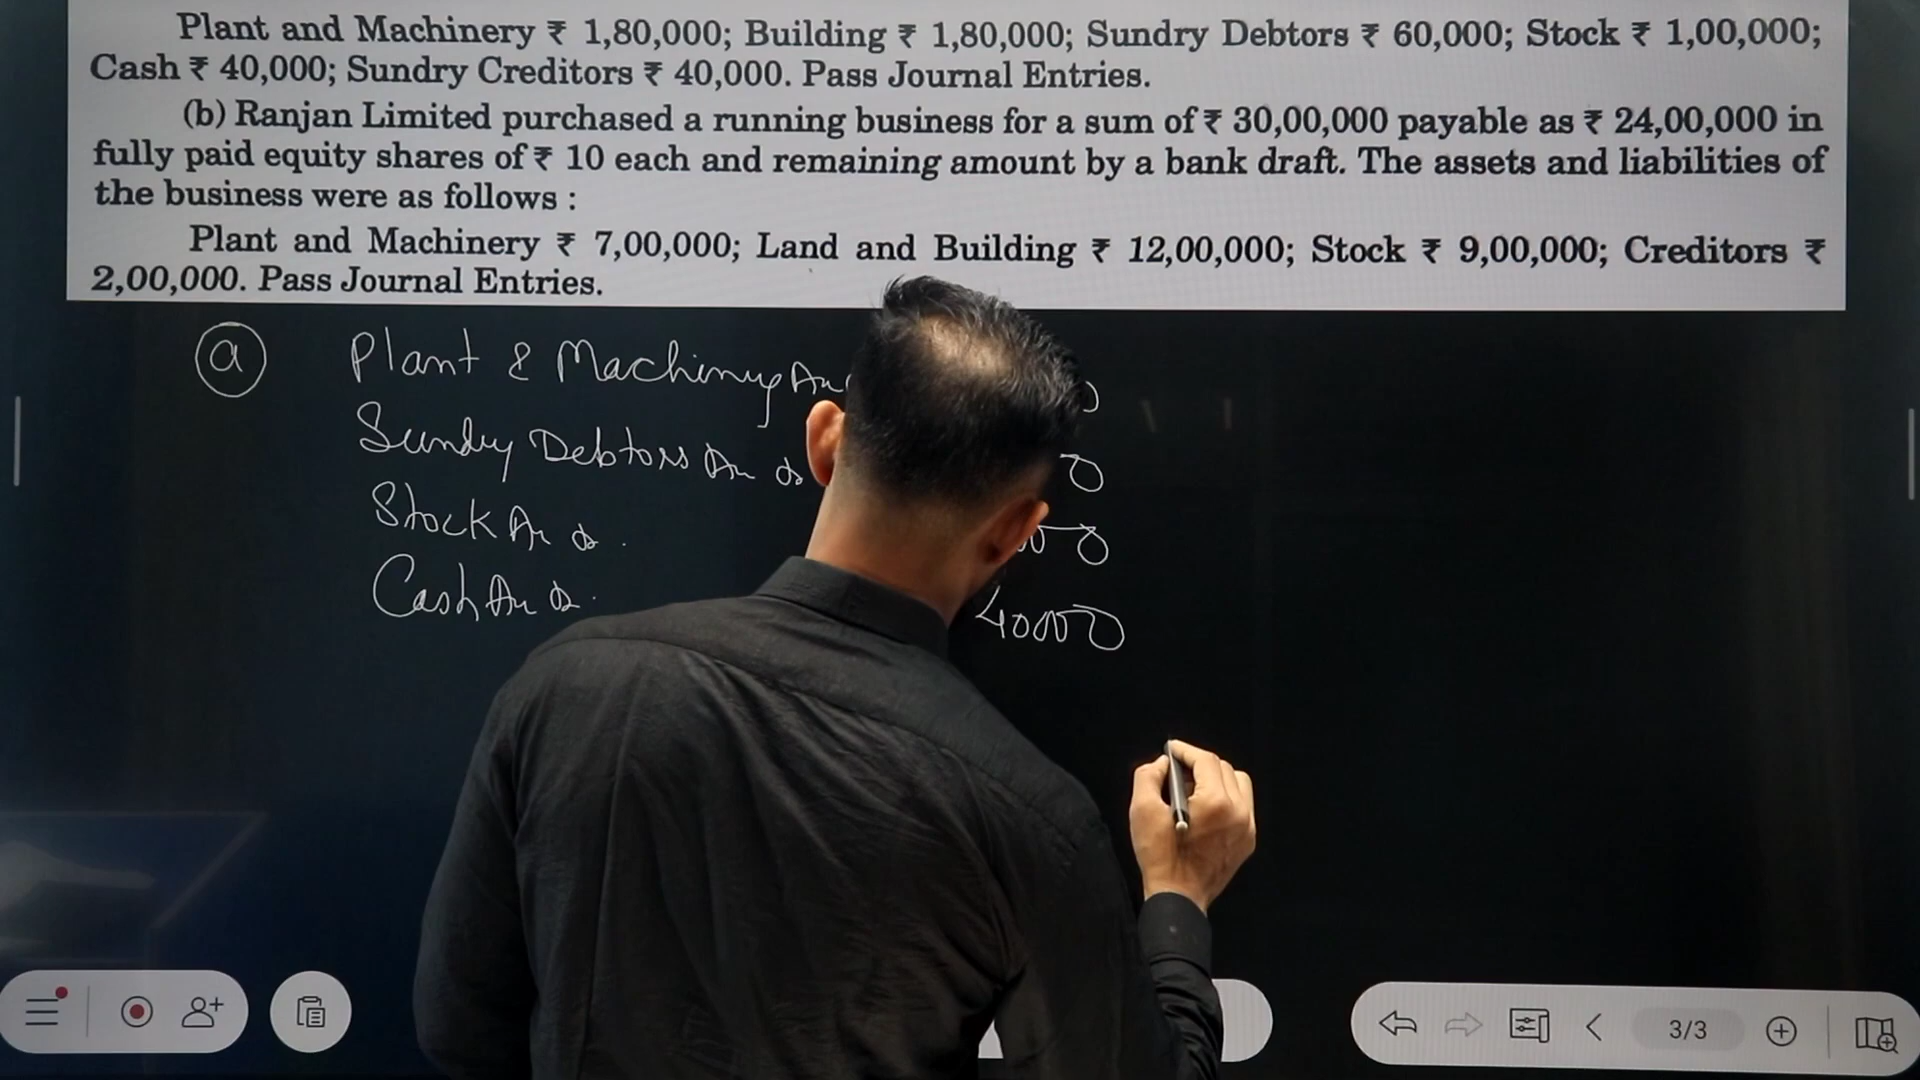 Plant and Machinery ₹ 1,80,000; Building ₹ 1,80,000; Sundry Debtors ₹ 60,000; Stock ₹ 1,00,000;
Cash ₹ 40,000; Sundry Creditors ₹ 40,000. Pass Journal Entries.
(b) Ranjan Limited purchased a running business for a sum of ₹ 30,00,000 payable as ₹ 24,00,000 in
fully paid equity shares of ₹ 10 each and remaining amount by a bank draft. The assets and liabilities of
the business were as follows :
Plant and Machinery ₹ 7,00,000; Land and Building ₹ 12,00,000; Stock ₹ 9,00,000; Creditors ₹
2,00,000. Pass Journal Entries.
a Plant & Machinery
Sundry Debtors
Stock
Cash 40000
3/3